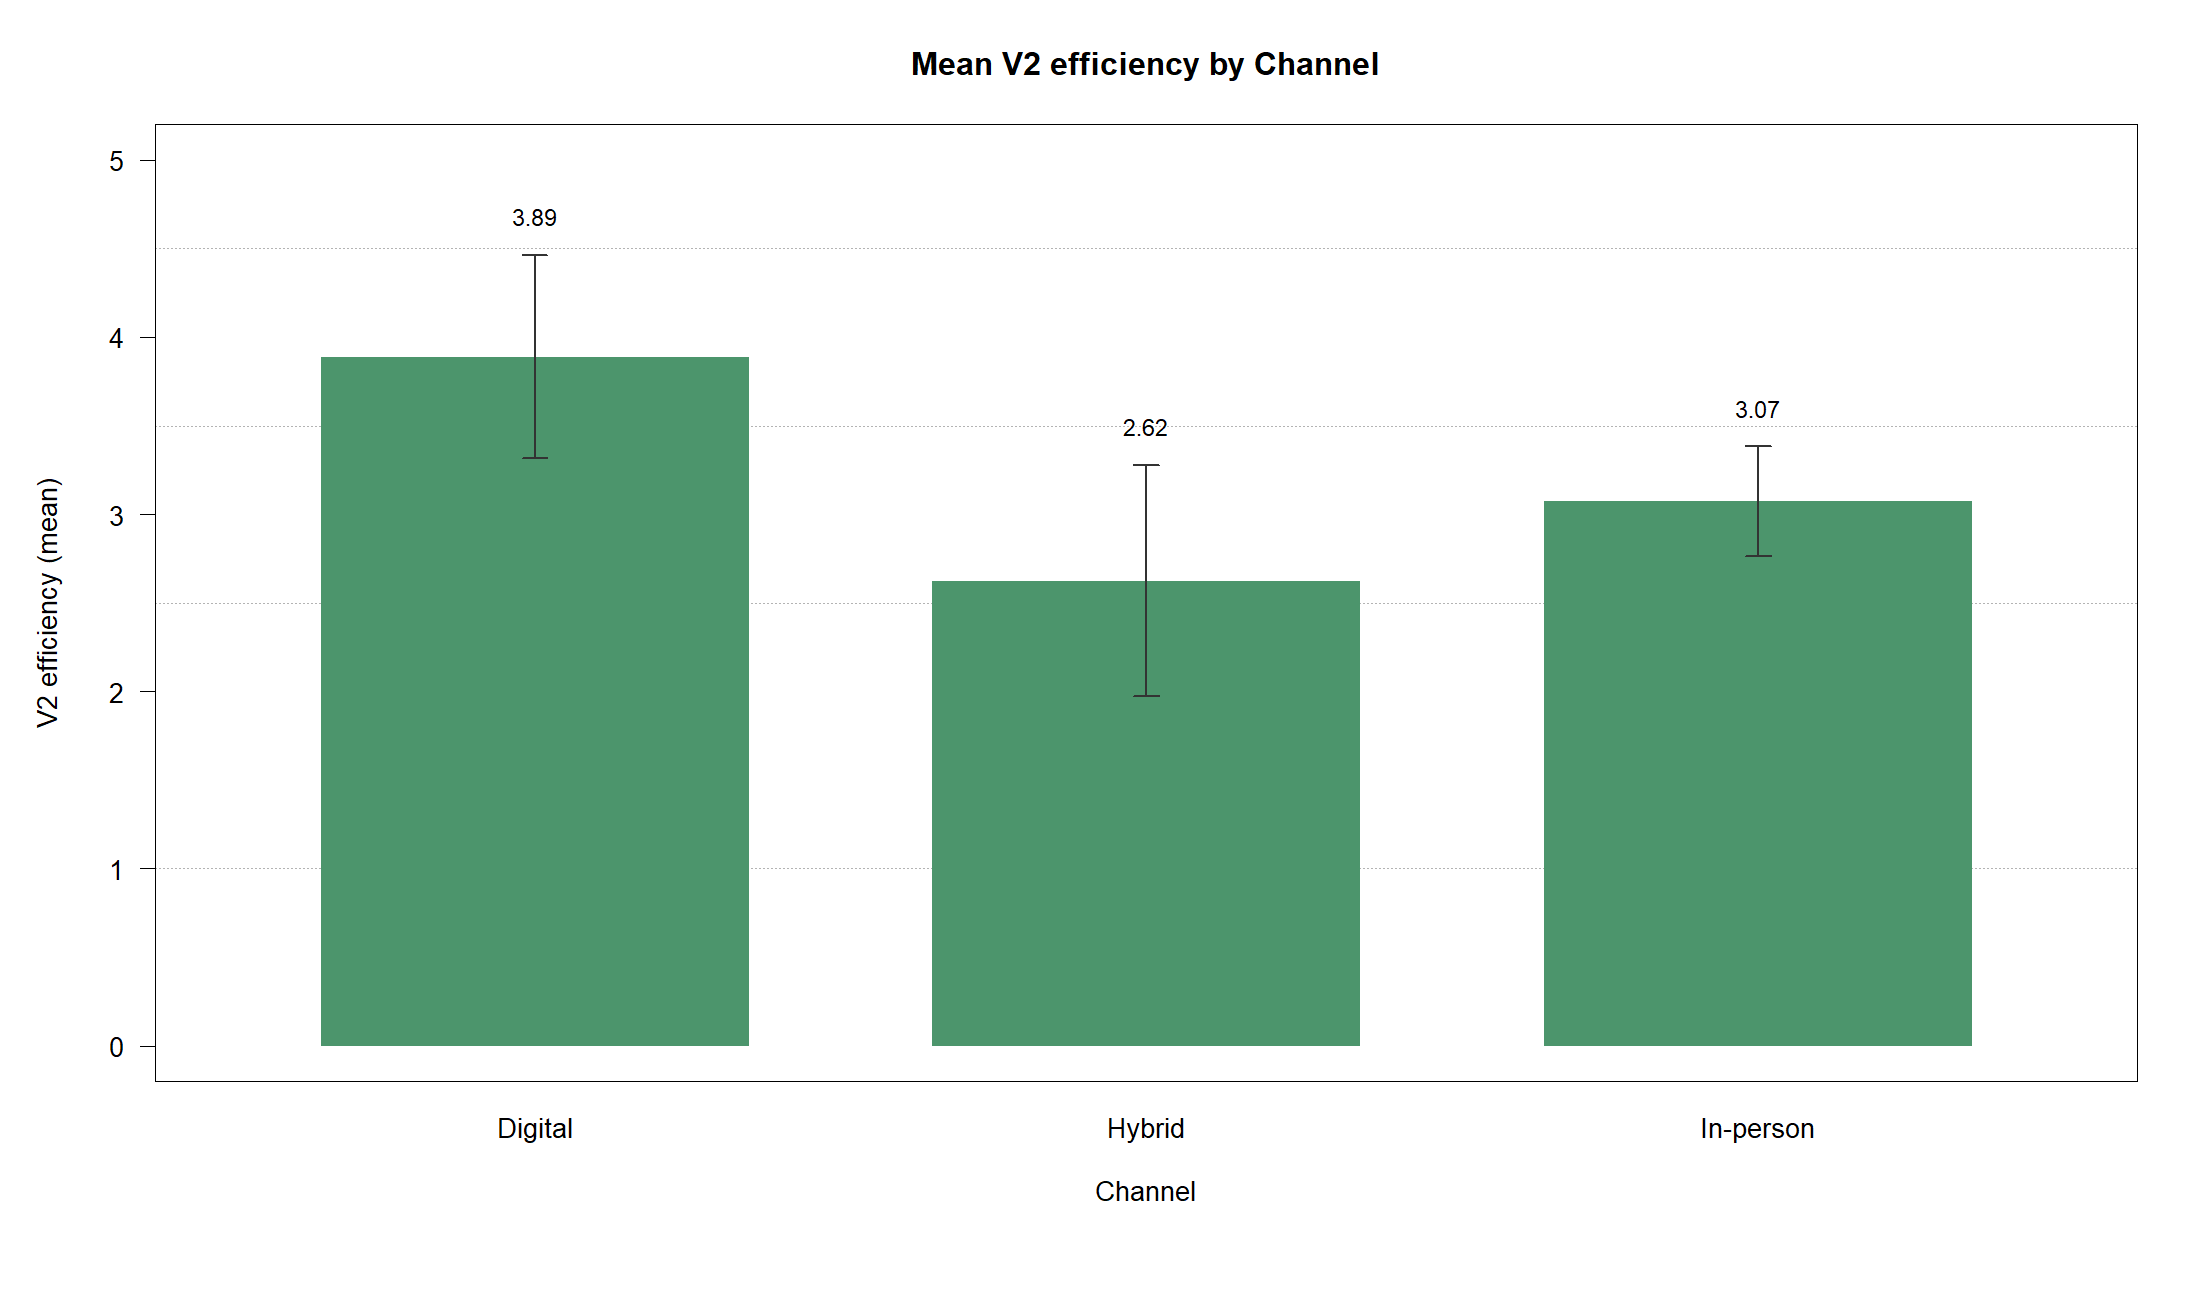 Mean V2 efficiency by Channel
5
4
3
2
1
0
V2 efficiency (mean)
3.89
2.62
3.07
Digital
Hybrid
In-person
Channel